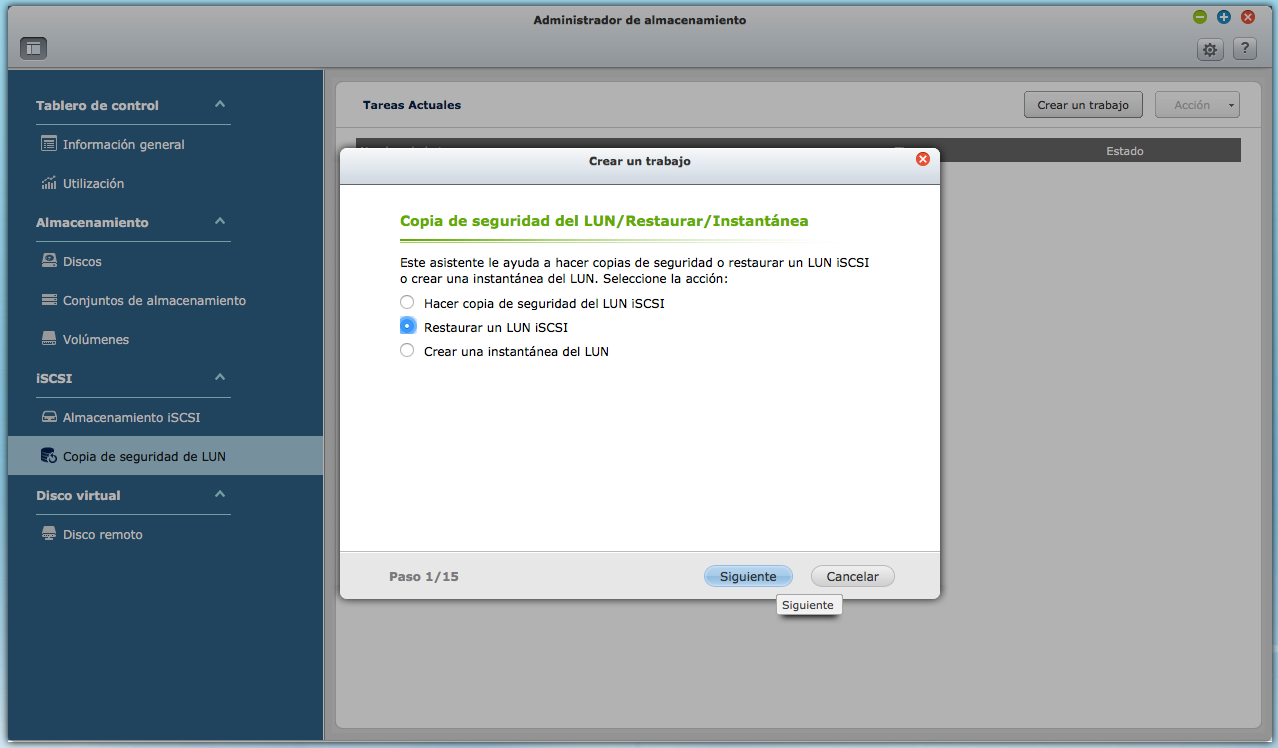 Administrador de almacenamiento
?
Tablero de control
Información general
Utilización
Almacenamiento
Discos
Conjuntos de almacenamiento
Volúmenes
iSCSI
Almacenamiento iSCSI
Copia de seguridad de LUN
Disco virtual
Disco remoto
Tareas Actuales
Crear un trabajo
Acción
Estado
Crear un trabajo
Copia de seguridad del LUN/Restaurar/Instantánea
Este asistente le ayuda a hacer copias de seguridad o restaurar un LUN iSCSI
o crear una instantánea del LUN. Seleccione la acción:
Hacer copia de seguridad del LUN iSCSI
Restaurar un LUN iSCSI
Crear una instantánea del LUN
Paso 1/15
Siguiente
Cancelar
Siguiente